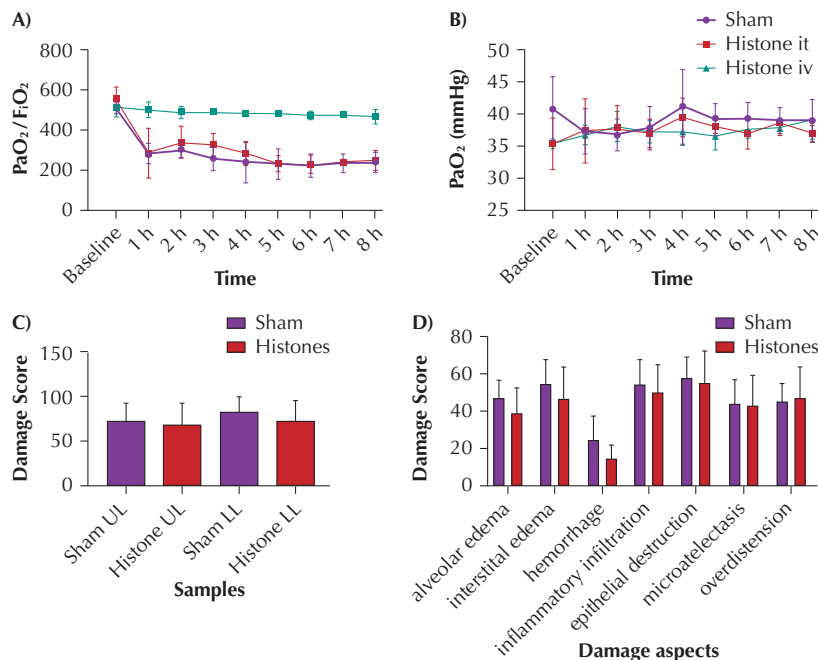 A)
PaO₂/ FᵢO₂
800
600
400
200
0
Baseline
1 h
2 h
3 h
4 h
5 h
6 h
7 h
8 h
Time
B)
Sham
Histone it
Histone iv
PaO₂ (mmHg)
50
45
40
35
30
25
Baseline
1 h
2 h
3 h
4 h
5 h
6 h
7 h
8 h
Time
C)
Sham
Histones
Damage Score
150
100
50
0
Sham UL
Histone UL
Sham LL
Histone LL
Samples
D)
Sham
Histones
Damage Score
80
60
40
20
0
alveolar edema
interstital edema
hemorrhage
inflammatory infiltration
epithelial destruction
microatelectasis
overdistension
Damage aspects